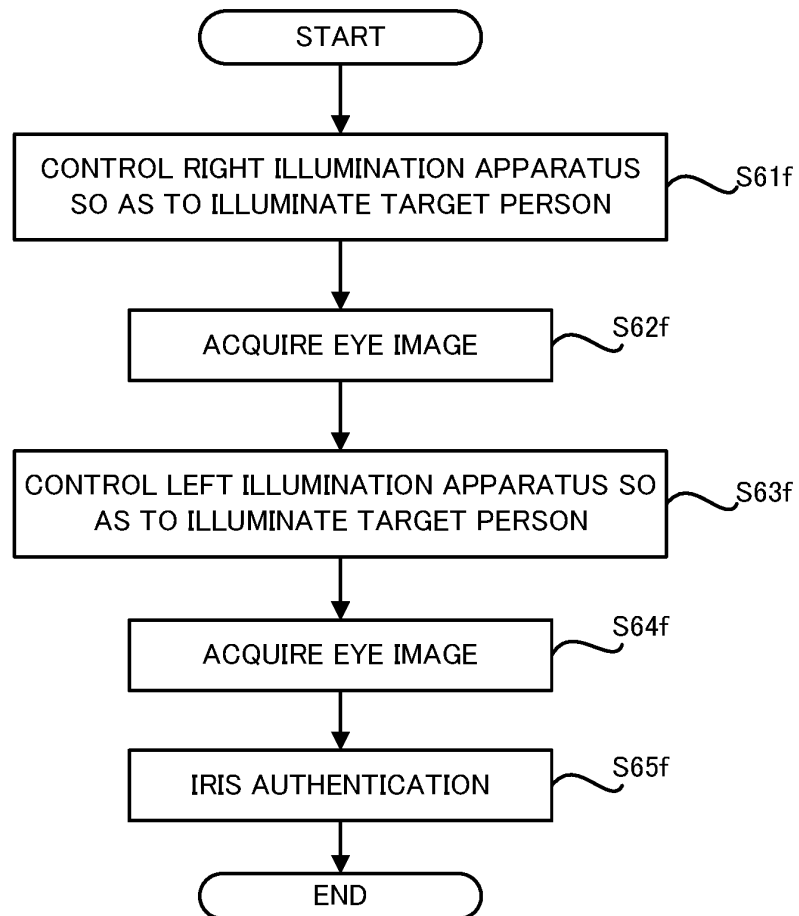 START
CONTROL RIGHT ILLUMINATION APPARATUS
SO AS TO ILLUMINATE TARGET PERSON
S61f
ACQUIRE EYE IMAGE
S62f
CONTROL LEFT ILLUMINATION APPARATUS SO
AS TO ILLUMINATE TARGET PERSON
S63f
ACQUIRE EYE IMAGE
S64f
IRIS AUTHENTICATION
S65f
END